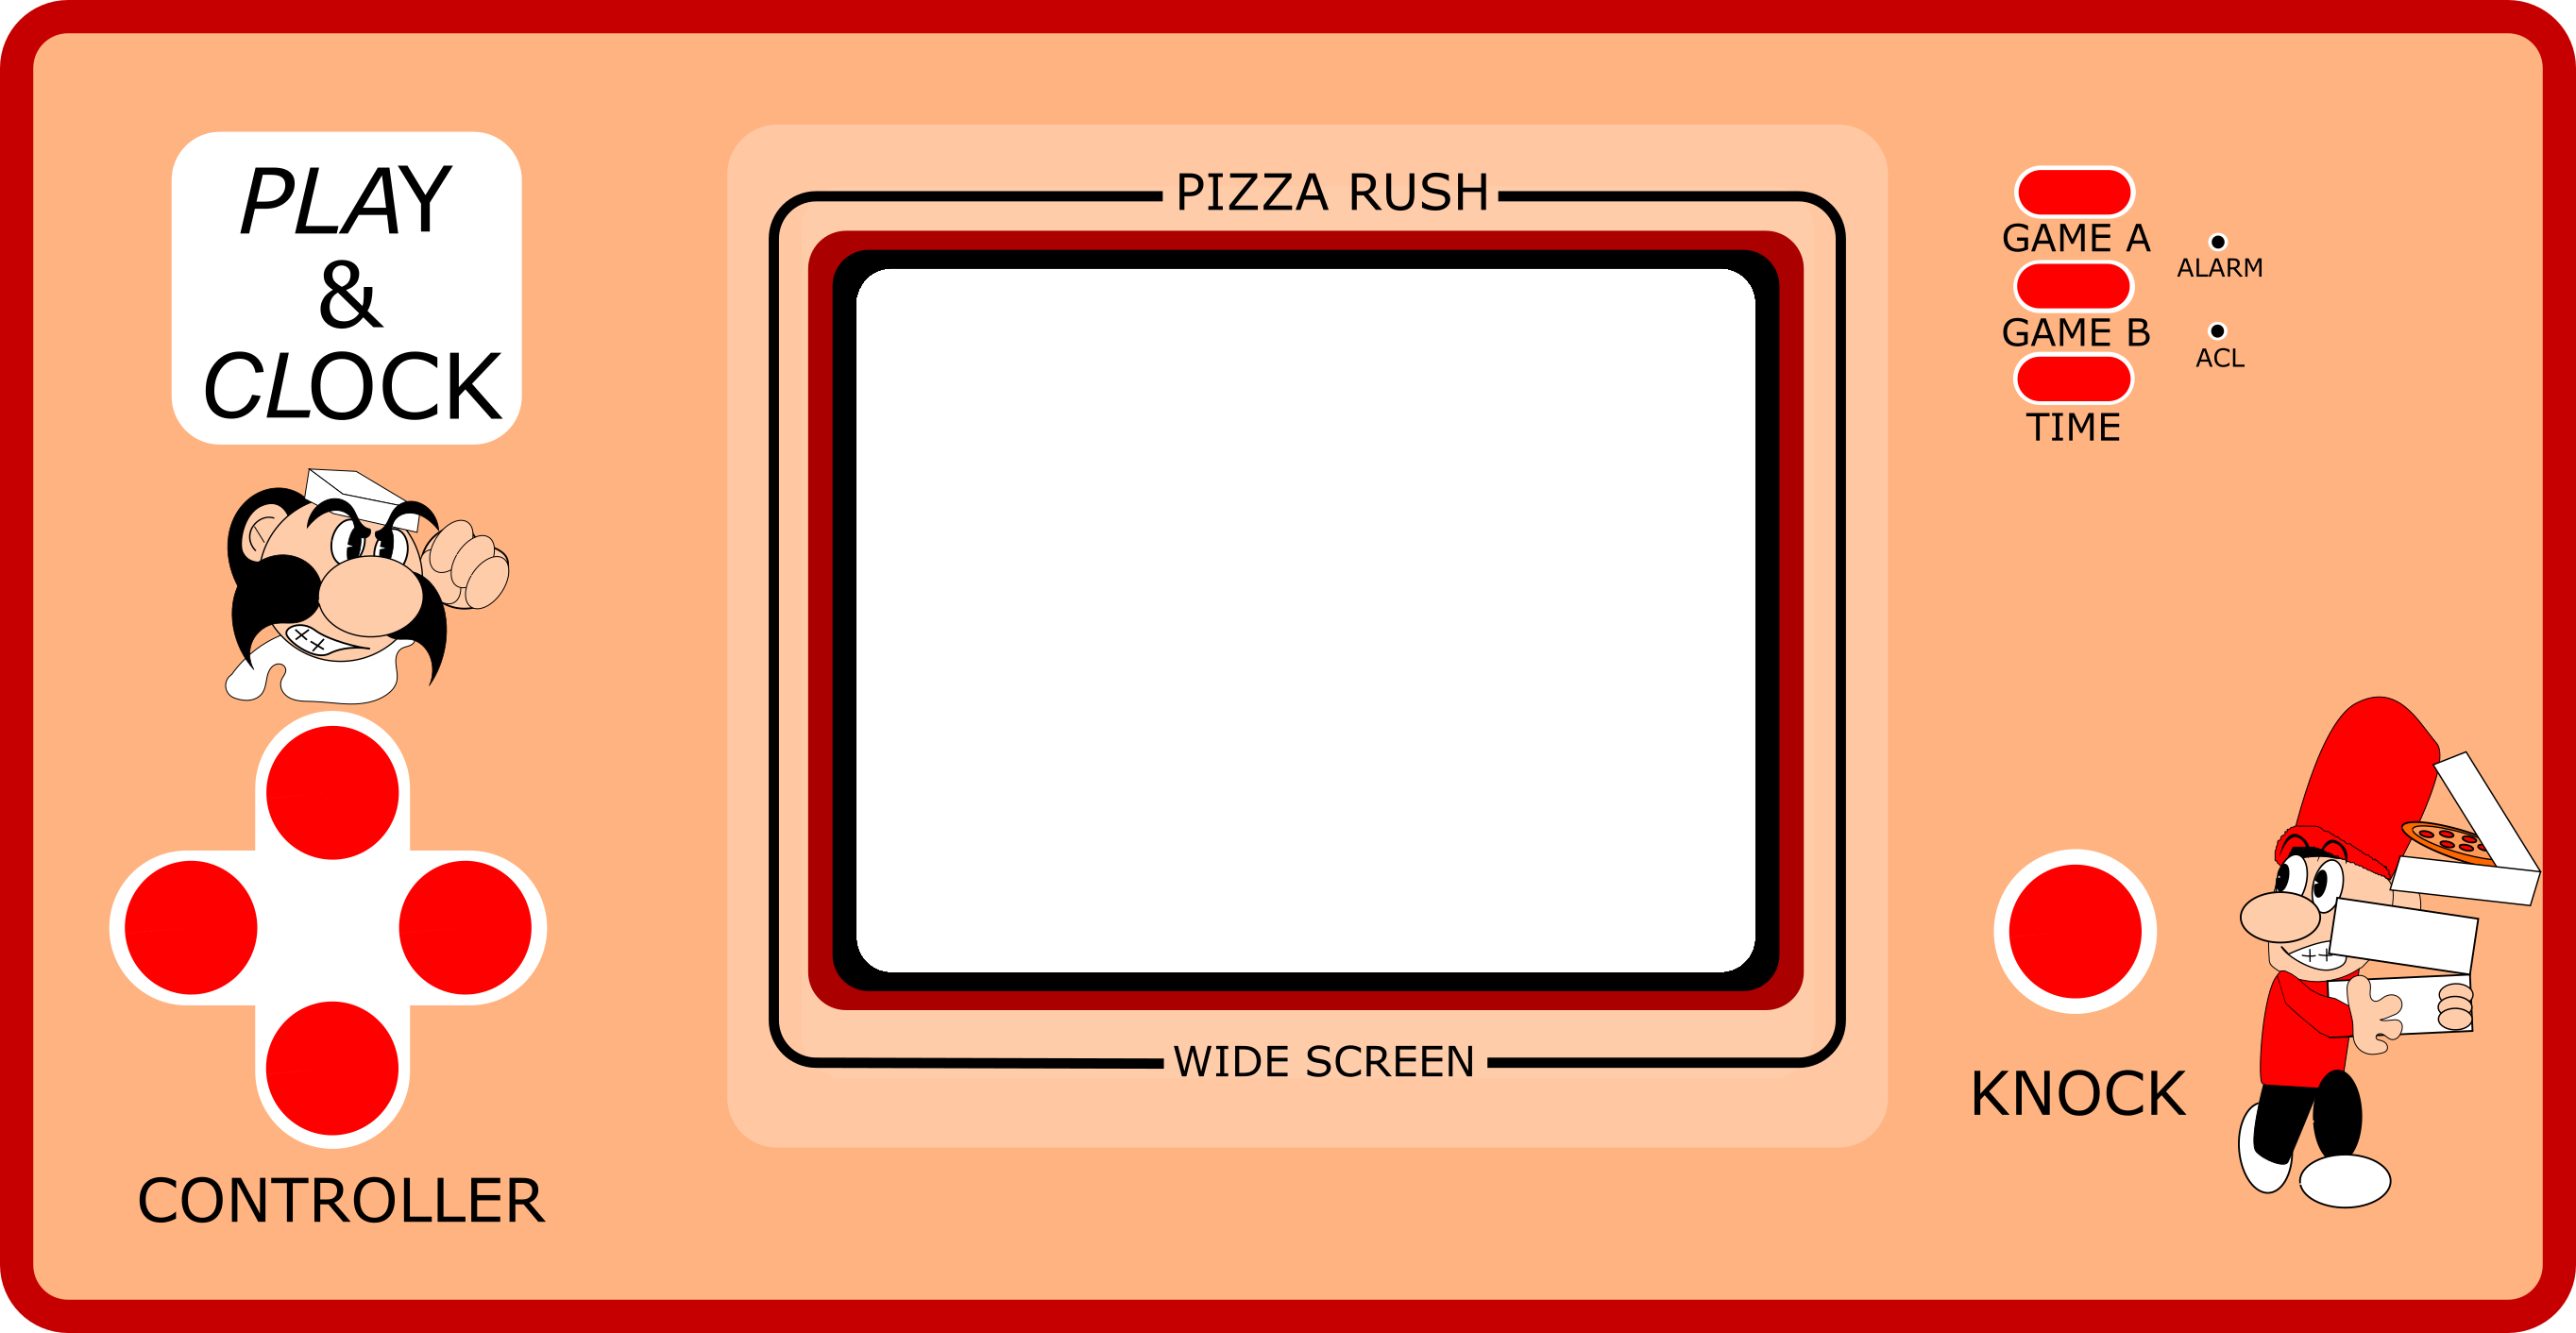 PLAY
&
CLOCK
PIZZA RUSH
WIDE SCREEN
GAME A
ALARM
GAME B
ACL
TIME
CONTROLLER
KNOCK